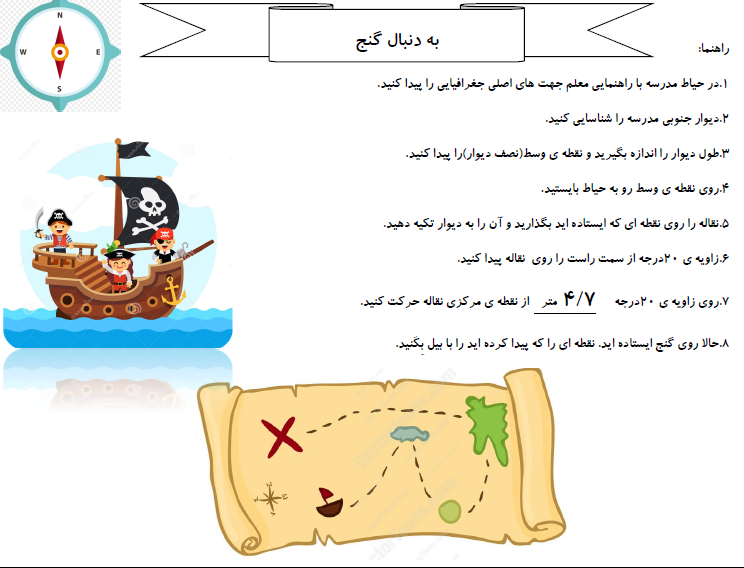 به دنبال گنج
راهنما:
۱.در حیاط مدرسه با راهنمایی معلم جهت های اصلی جغرافیایی را پیدا کنید.
۲.دیوار جنوبی مدرسه را شناسایی کنید.
۳.طول دیوار را اندازه بگیرید و نقطه ی وسط(نصف دیوار)را پیدا کنید.
۴.روی نقطه ی وسط رو به حیاط بایستید.
۵.نقاله را روی نقطه ای که ایستاده اید بگذارید و آن را به دیوار تکیه دهید.
۶.زاویه ی ۲۰درجه از سمت راست را روی نقاله پیدا کنید.
۷.روی زاویه ی ۲۰درجه ۴/۷ متر از نقطه ی مرکزی نقاله حرکت کنید.
۸.حالا روی گنج ایستاده اید. نقطه ای را که پیدا کرده اید را با بیل بکَنید.
N
W E
S